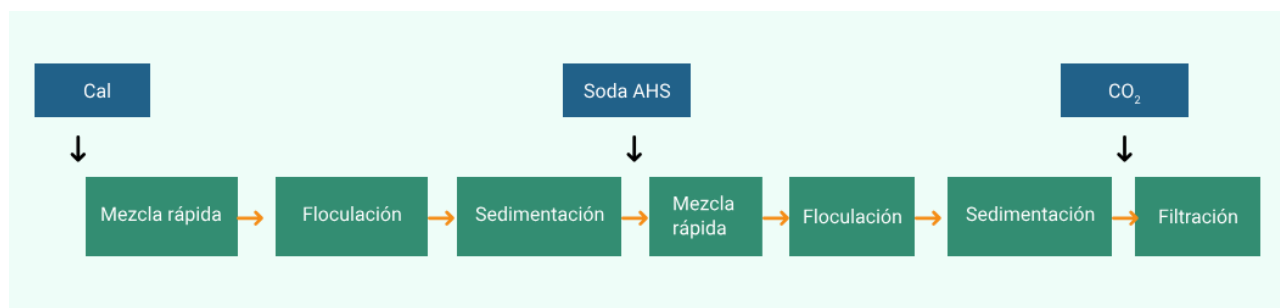 Cal
Soda AHS
CO₂
Mezcla rápida
Floculación
Sedimentación
Mezcla
rápida
Floculación
Sedimentación
Filtración